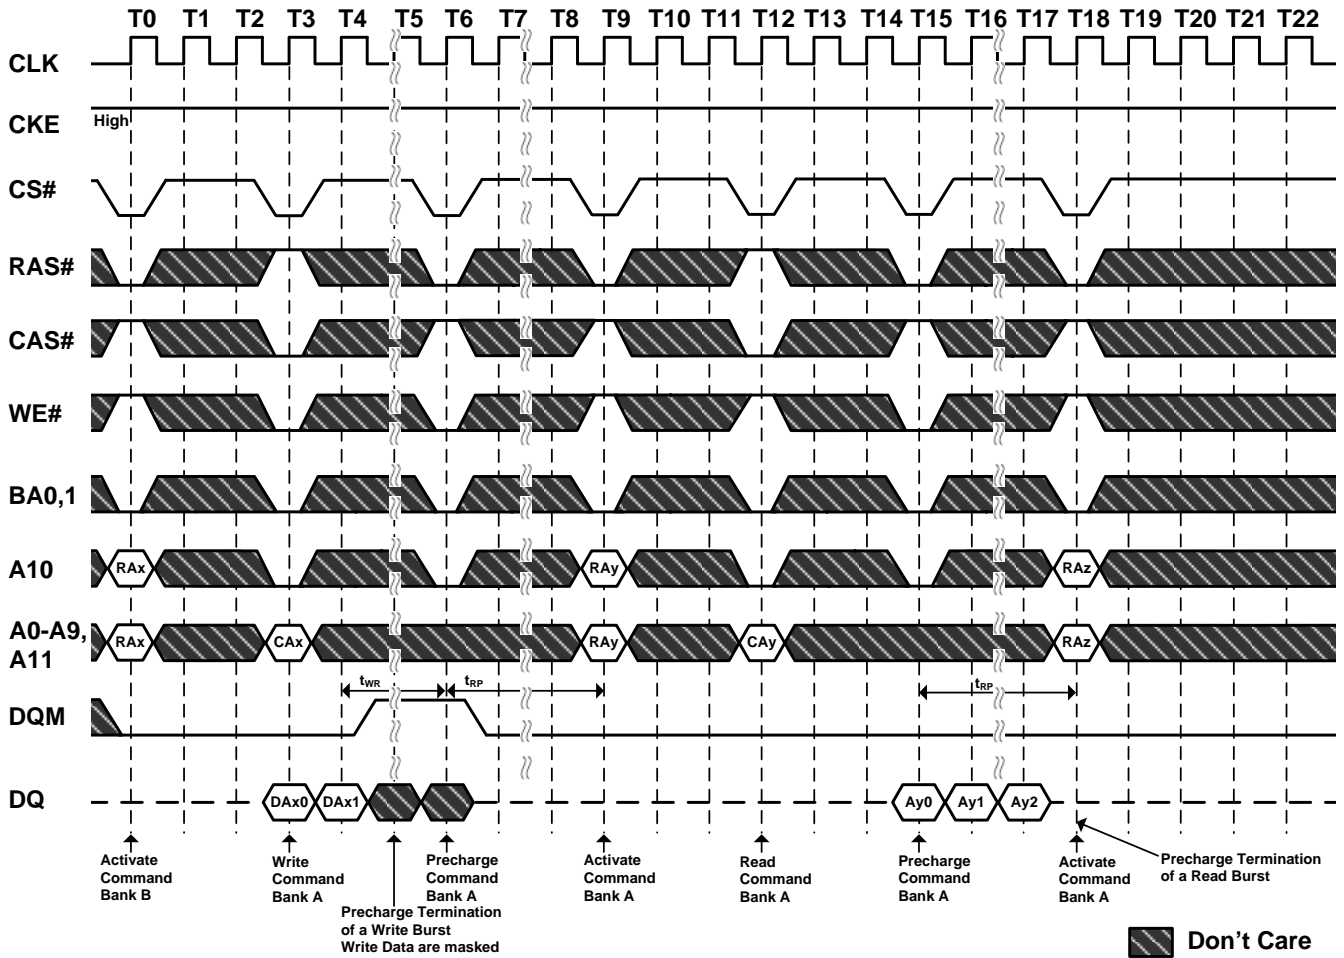 T0 T1 T2 T3 T4 T5 T6 T7 T8 T9 T10 T11 T12 T13 T14 T15 T16 T17 T18 T19 T20 T21 T22
CLK
CKE
High
CS#
RAS#
CAS#
WE#
BA0,1
A10
RAx RAy RAz
A0-A9,
A11
RAx CAx RAy CAy RAz
tWR tRP tRP
DQM
DQ
DAx0 DAx1 Ay0 Ay1 Ay2
Activate
Command
Bank B
Write
Command
Bank A
Precharge Termination
of a Write Burst
Write Data are masked
Precharge
Command
Bank A
Activate
Command
Bank A
Read
Command
Bank A
Precharge
Command
Bank A
Activate
Command
Bank A
Precharge Termination
of a Read Burst
Don't Care